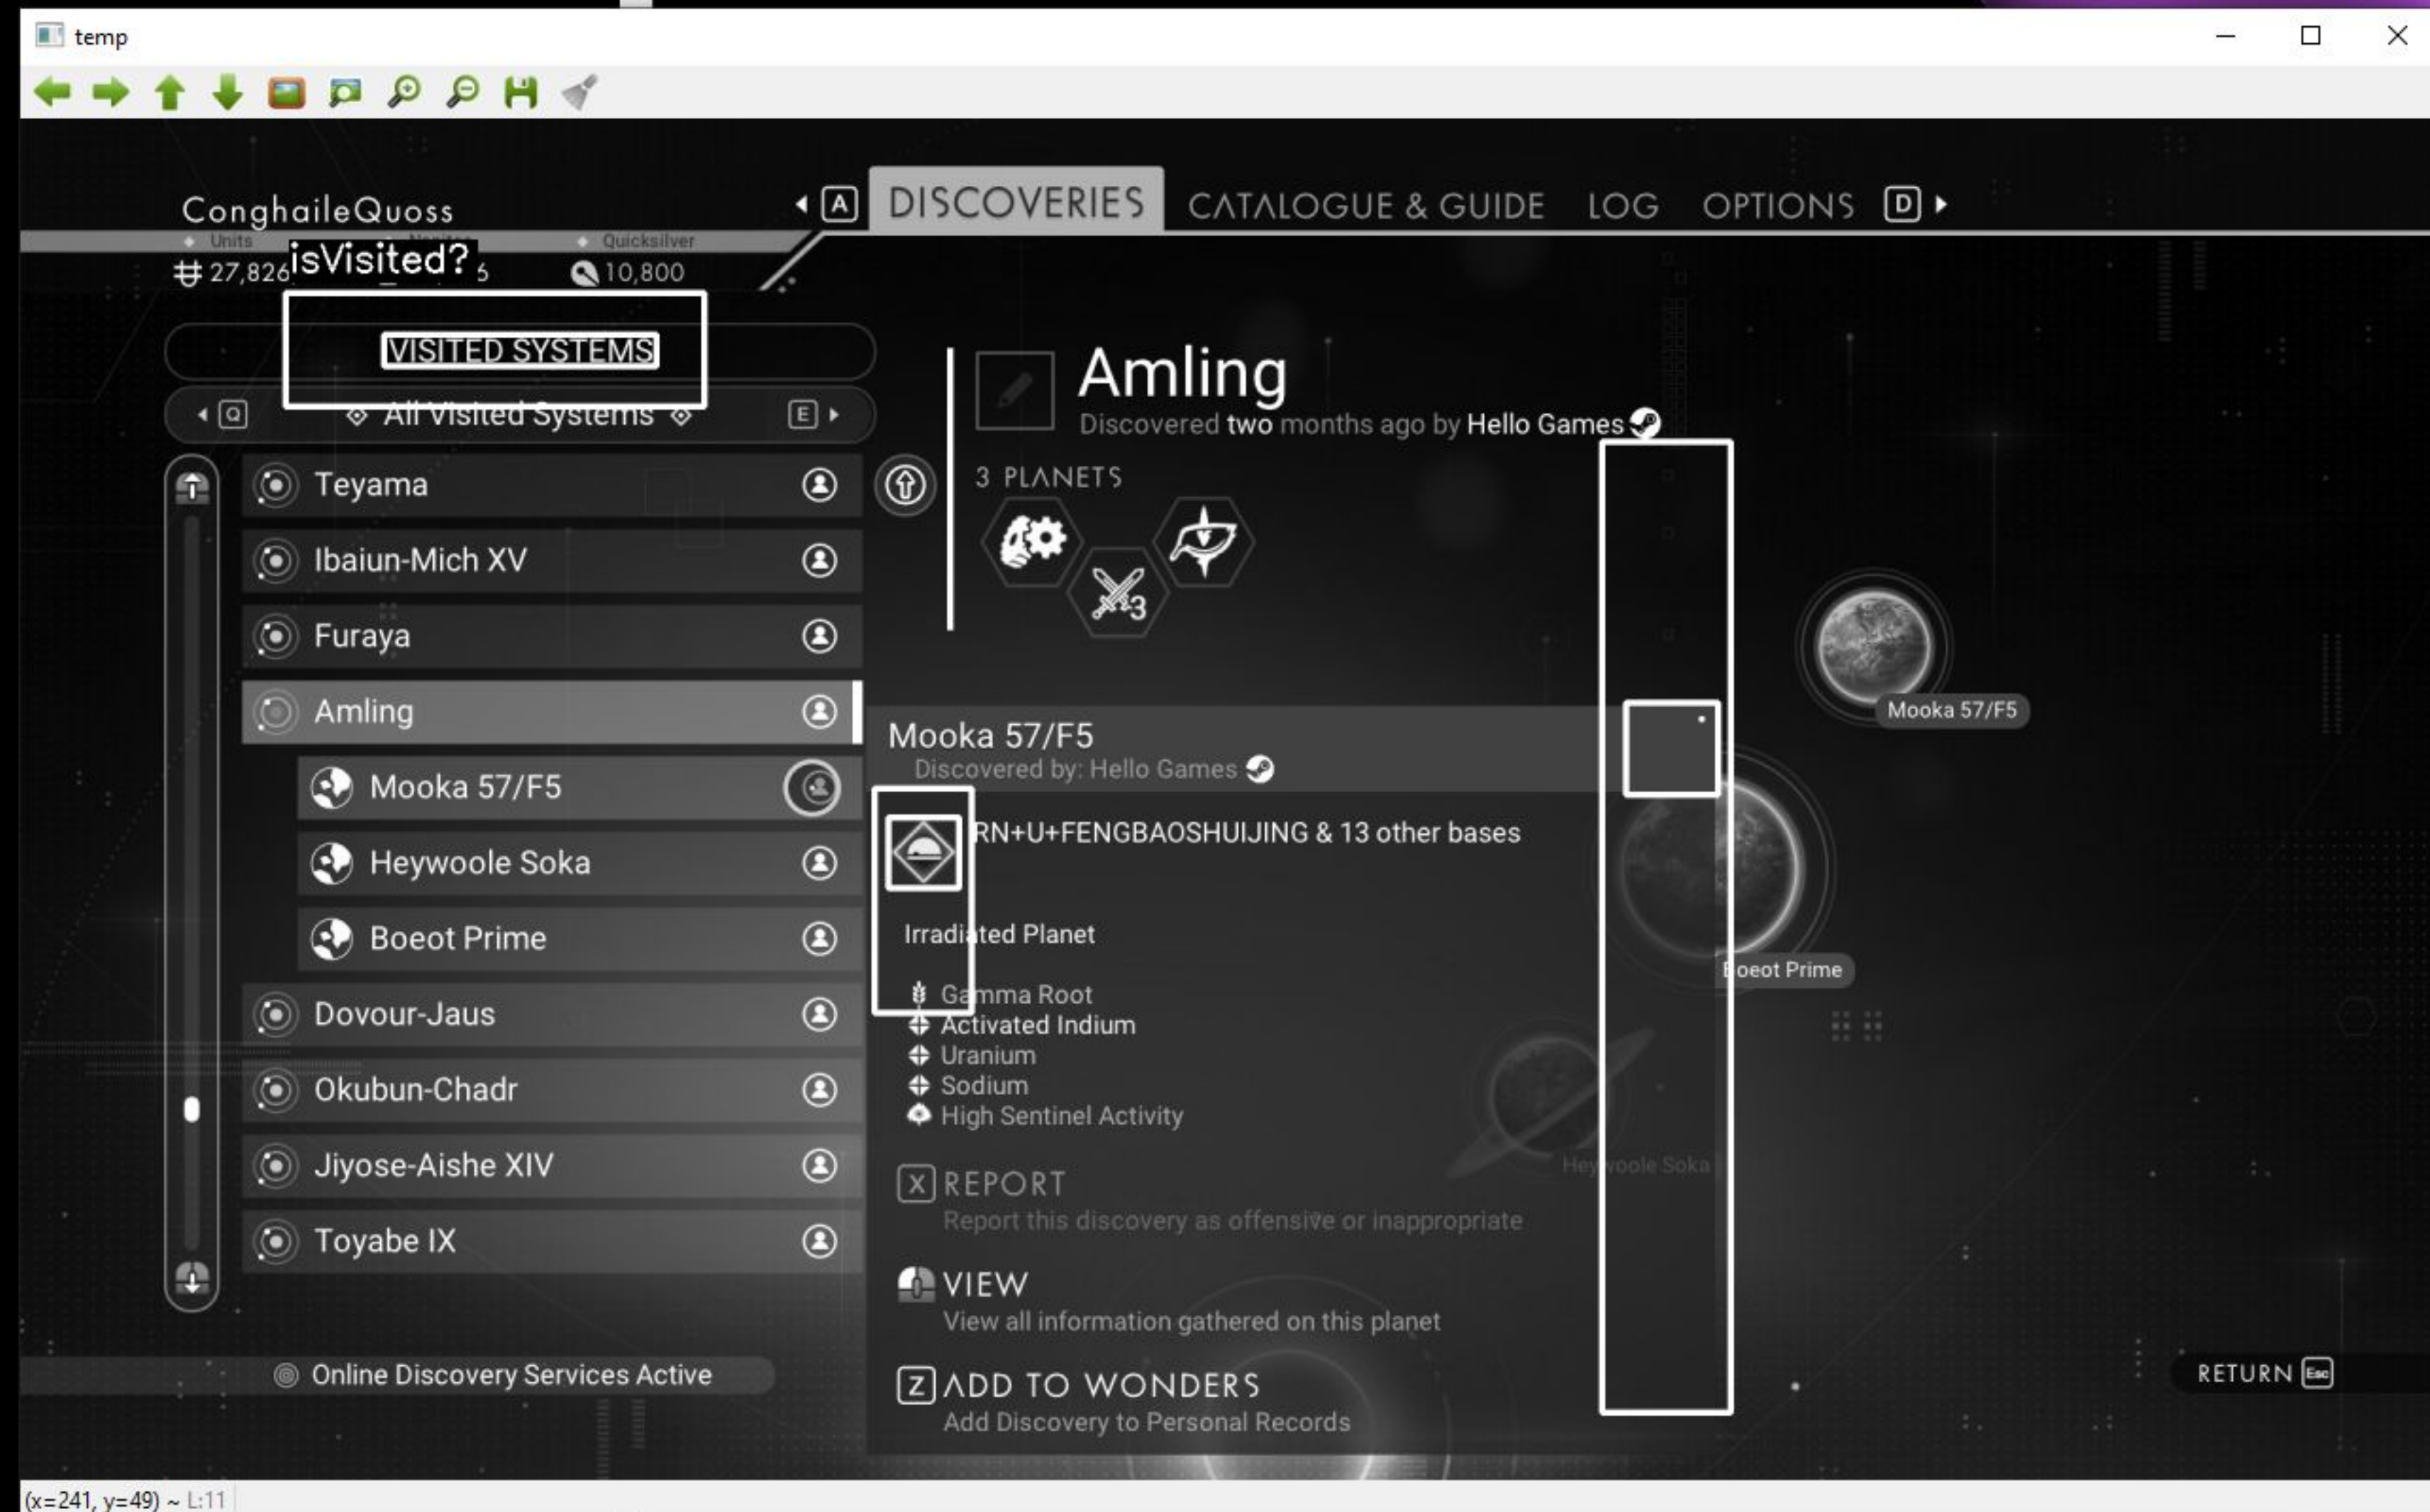 temp
ConghaileQuoss
A DISCOVERIES CATALOGUE & GUIDE LOG OPTIONS D
Units Quicksilver
27,826 isVisited? 10,800
VISITED SYSTEMS
Q All Visited Systems E
Teyama
Ibaiun-Mich XV
Furaya
Amling
Mooka 57/F5
Heywoole Soka
Boeot Prime
Dovour-Jaus
Okubun-Chadr
Jiyose-Aishe XIV
Toyabe IX
Online Discovery Services Active
Amling
Discovered two months ago by Hello Games
3 PLANETS
3
Mooka 57/F5
Discovered by: Hello Games
RN+U+FENGBAOSHUIJING & 13 other bases
Irradiated Planet
Gamma Root
Activated Indium
Uranium
Sodium
High Sentinel Activity
X REPORT
Report this discovery as offensive or inappropriate
VIEW
View all information gathered on this planet
Z ADD TO WONDERS
Add Discovery to Personal Records
Mooka 57/F5
Boeot Prime
Heywoole Soka
RETURN Esc
(x=241, y=49) ~ L:11